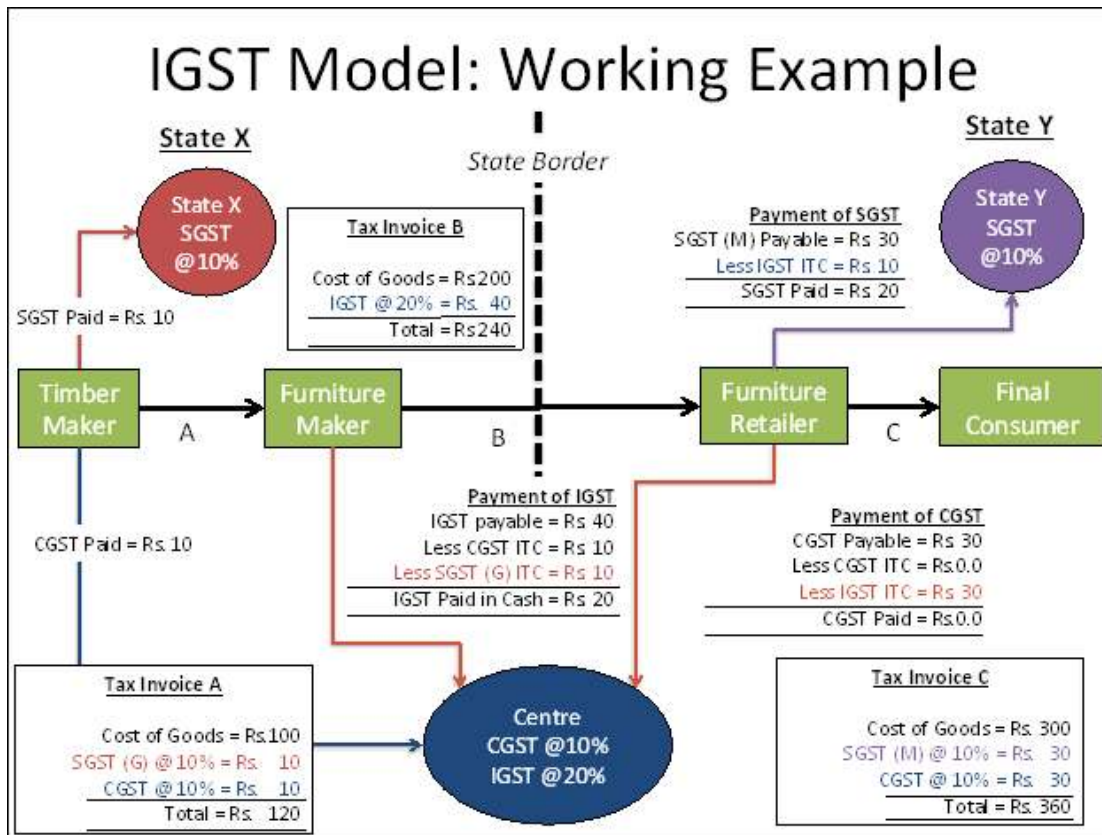 IGST Model: Working Example
State X
State Border
State Y
State X
SGST
@10%
Tax Invoice B
Cost of Goods = Rs.200
IGST @ 20% = Rs. 40
Total = Rs.240
Payment of SGST
SGST (M) Payable = Rs. 30
Less IGST ITC = Rs. 10
SGST Paid = Rs. 20
State Y
SGST
@10%
SGST Paid = Rs. 10
Timber
Maker
A
Furniture
Maker
B
Furniture
Retailer
C
Final
Consumer
CGST Paid = Rs. 10
Payment of IGST
IGST payable = Rs. 40
Less CGST ITC = Rs. 10
Less SGST (G) ITC = Rs. 10
IGST Paid in Cash = Rs. 20
Payment of CGST
CGST Payable = Rs. 30
Less CGST ITC = Rs.0.0
Less IGST ITC = Rs. 30
CGST Paid = Rs.0.0
Tax Invoice A
Cost of Goods = Rs.100
SGST (G) @ 10% = Rs. 10
CGST @ 10% = Rs. 10
Total = Rs. 120
Centre
CGST @10%
IGST @20%
Tax Invoice C
Cost of Goods = Rs. 300
SGST (M) @ 10% = Rs. 30
CGST @ 10% = Rs. 30
Total = Rs. 360